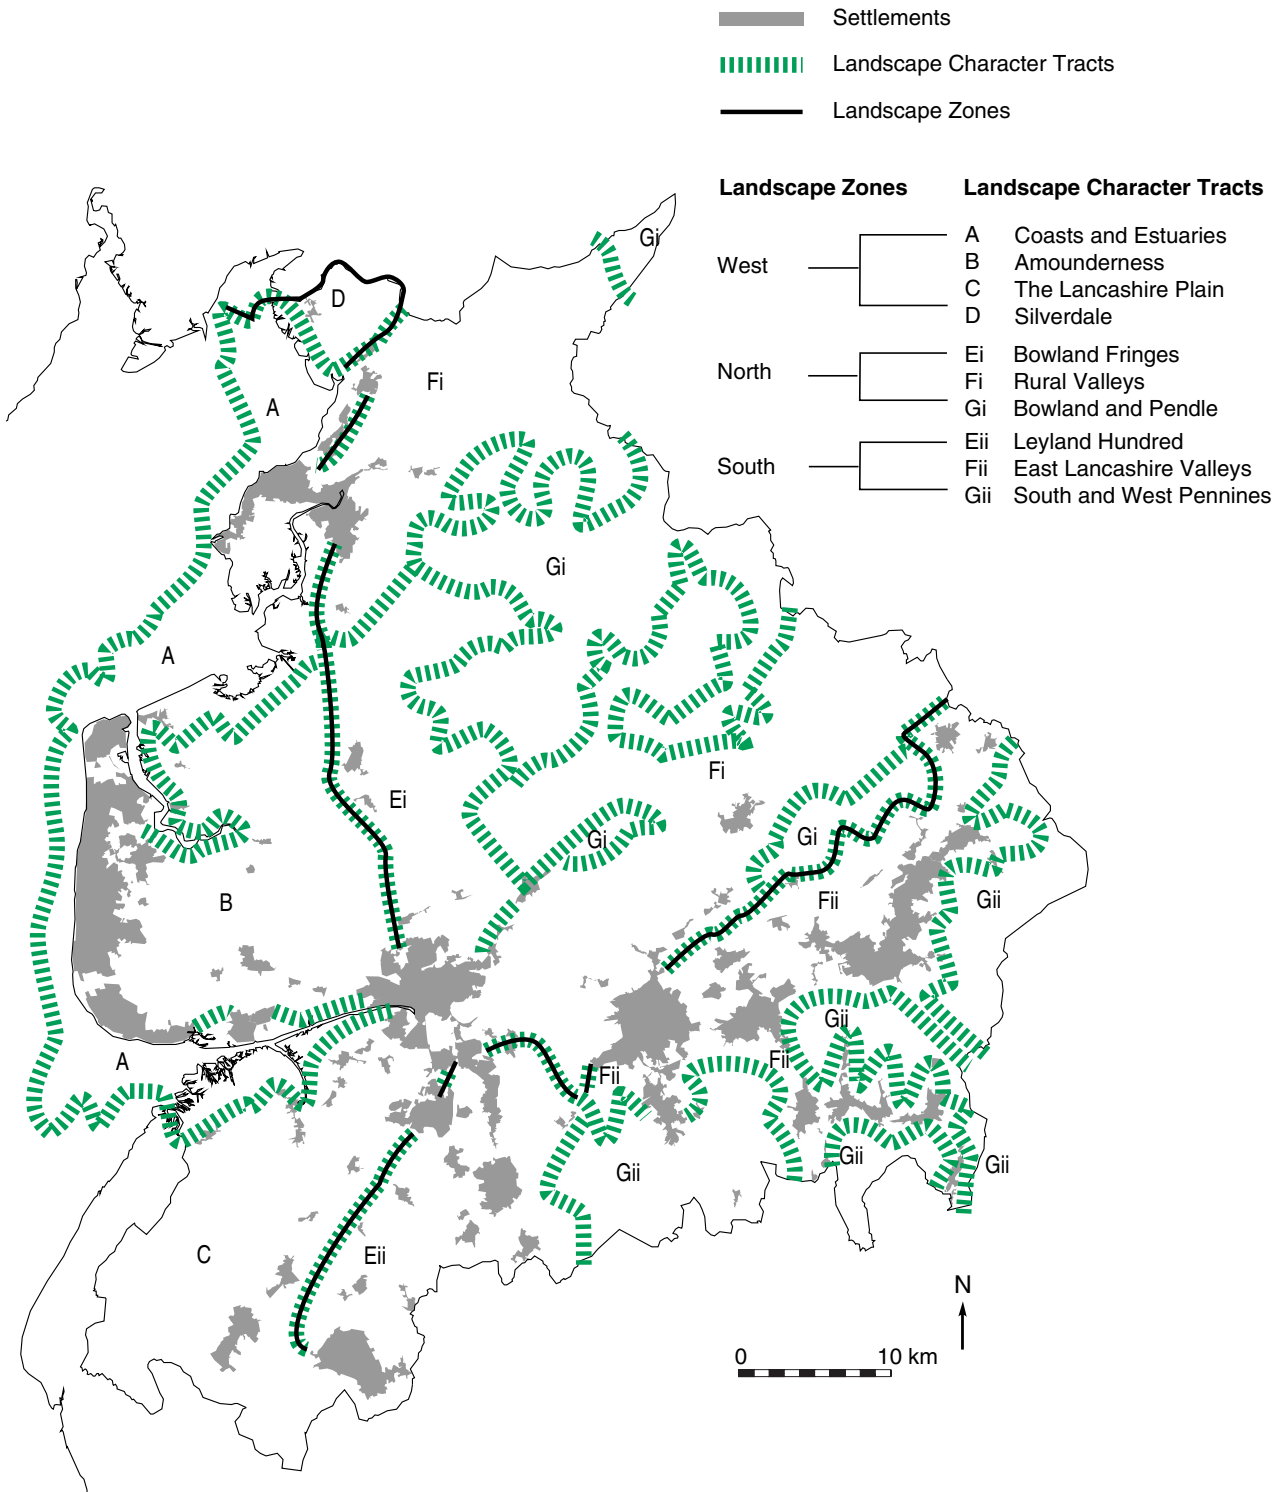 Settlements
Landscape Character Tracts
Landscape Zones
Landscape Zones Landscape Character Tracts
West
A Coasts and Estuaries
B Amounderness
C The Lancashire Plain
D Silverdale
North
Ei Bowland Fringes
Fi Rural Valleys
Gi Bowland and Pendle
South
Eii Leyland Hundred
Fii East Lancashire Valleys
Gii South and West Pennines
Gi
D
Fi
A
Gi
A
Fi
Ei
Gi
Gi
B
Fii
Gii
Gii
A
Fii
Fii
Gii
Gii
Gii
C
Eii
N
0 10 km